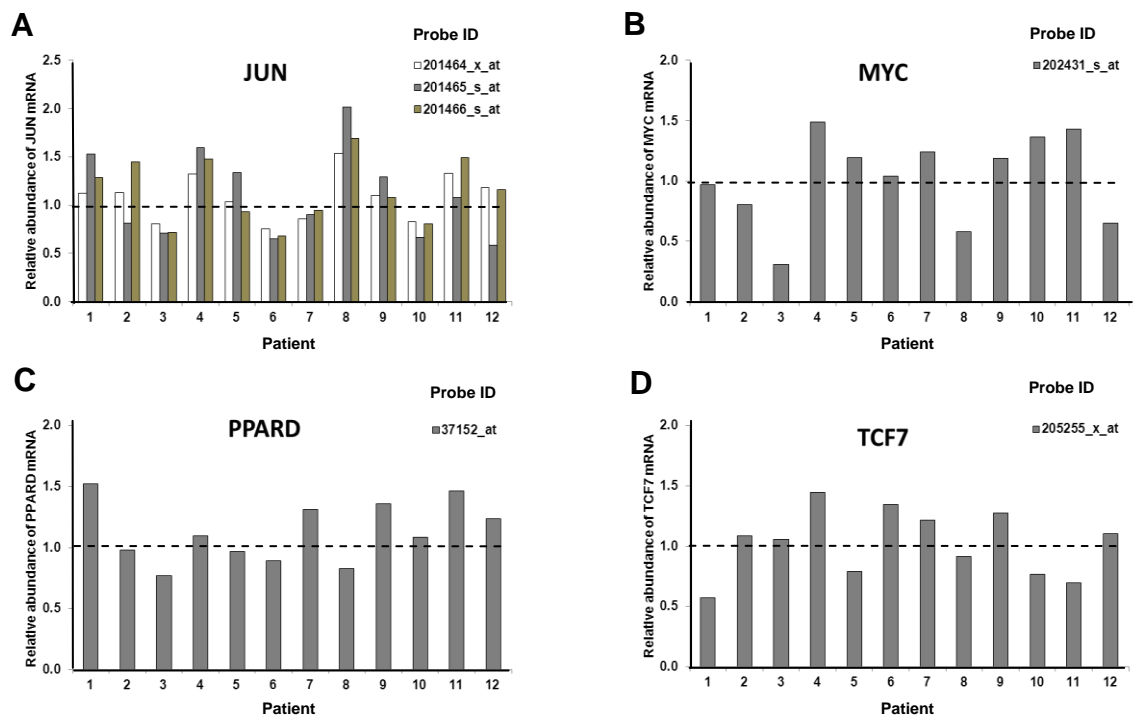 A
Probe ID
JUN
201464_x_at
201465_s_at
201466_s_at
Relative abundance of JUN mRNA
2.5
2.0
1.5
1.0
0.5
0.0
1 2 3 4 5 6 7 8 9 10 11 12
Patient
B
Probe ID
MYC
202431_s_at
Relative abundance of MYC mRNA
2.0
1.5
1.0
0.5
0.0
1 2 3 4 5 6 7 8 9 10 11 12
Patient
C
Probe ID
PPARD
37152_at
Relative abundance of PPARD mRNA
2.0
1.5
1.0
0.5
0.0
1 2 3 4 5 6 7 8 9 10 11 12
Patient
D
Probe ID
TCF7
205255_x_at
Relative abundance of TCF7 mRNA
2.0
1.5
1.0
0.5
0.0
1 2 3 4 5 6 7 8 9 10 11 12
Patient